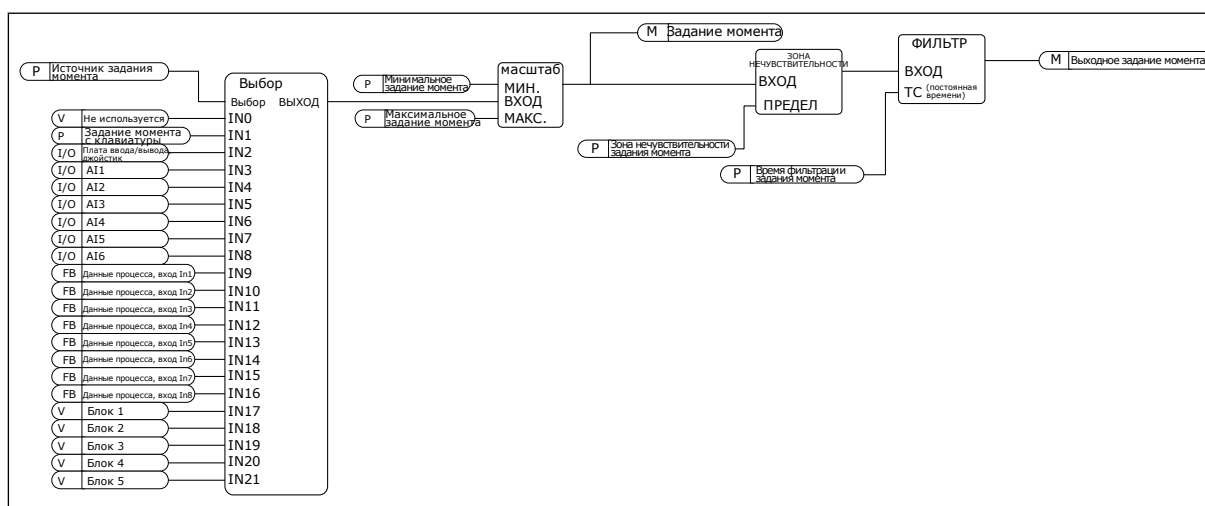 M Задание момента
ФИЛЬТР
ЗОНА
НЕЧУВСТВИТЕЛЬНОСТИ
M Выходное задание момента
P Источник задания
момента
масштаб
ВХОД
ВХОД
Выбор
P Минимальное
задание момента
МИН.
TC (постоянная
времени)
Выбор ВЫХОД
ВХОД
ПРЕДЕЛ
V Не используется IN0
P Максимальное
задание момента
МАКС.
P Задание момента
с клавиатуры
IN1
I/O Плата ввода/вывода,
джойстик
IN2
P Зона нечувствительности
задания момента
I/O AI1 IN3
P Время фильтрации
задания момента
I/O AI2 IN4
I/O AI3 IN5
I/O AI4 IN6
I/O AI5 IN7
I/O AI6 IN8
FB Данные процесса, вход In1 IN9
FB Данные процесса, вход In2 IN10
FB Данные процесса, вход In3 IN11
FB Данные процесса, вход In4 IN12
FB Данные процесса, вход In5 IN13
FB Данные процесса, вход In6 IN14
FB Данные процесса, вход In7 IN15
FB Данные процесса, вход In8 IN16
V Блок 1 IN17
V Блок 2 IN18
V Блок 3 IN19
V Блок 4 IN20
V Блок 5 IN21